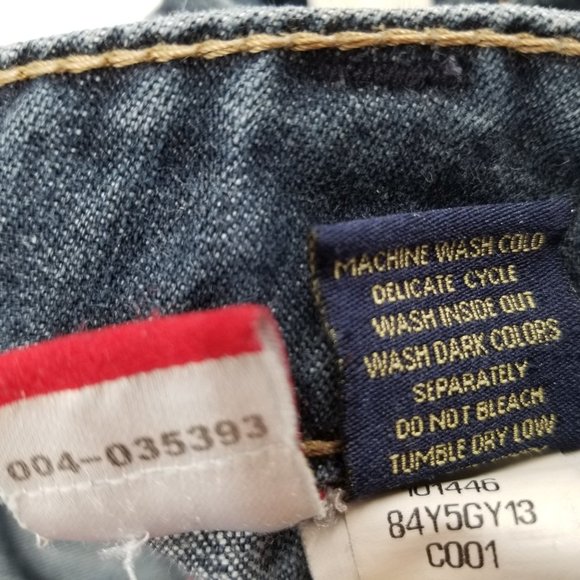 MACHINE WASH COLD
DELICATE CYCLE
WASH INSIDE OUT
WASH DARK COLORS
SEPARATELY
DO NOT BLEACH
TUMBLE DRY LOW
004-035393
101446
84Y5GY13
C001